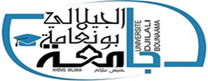 الجيلالي
بونعامة
جامعة
UNIVERSITE
DJILALI
BOUNAAMA
KHEMIS MILIANA
خميس مليانة